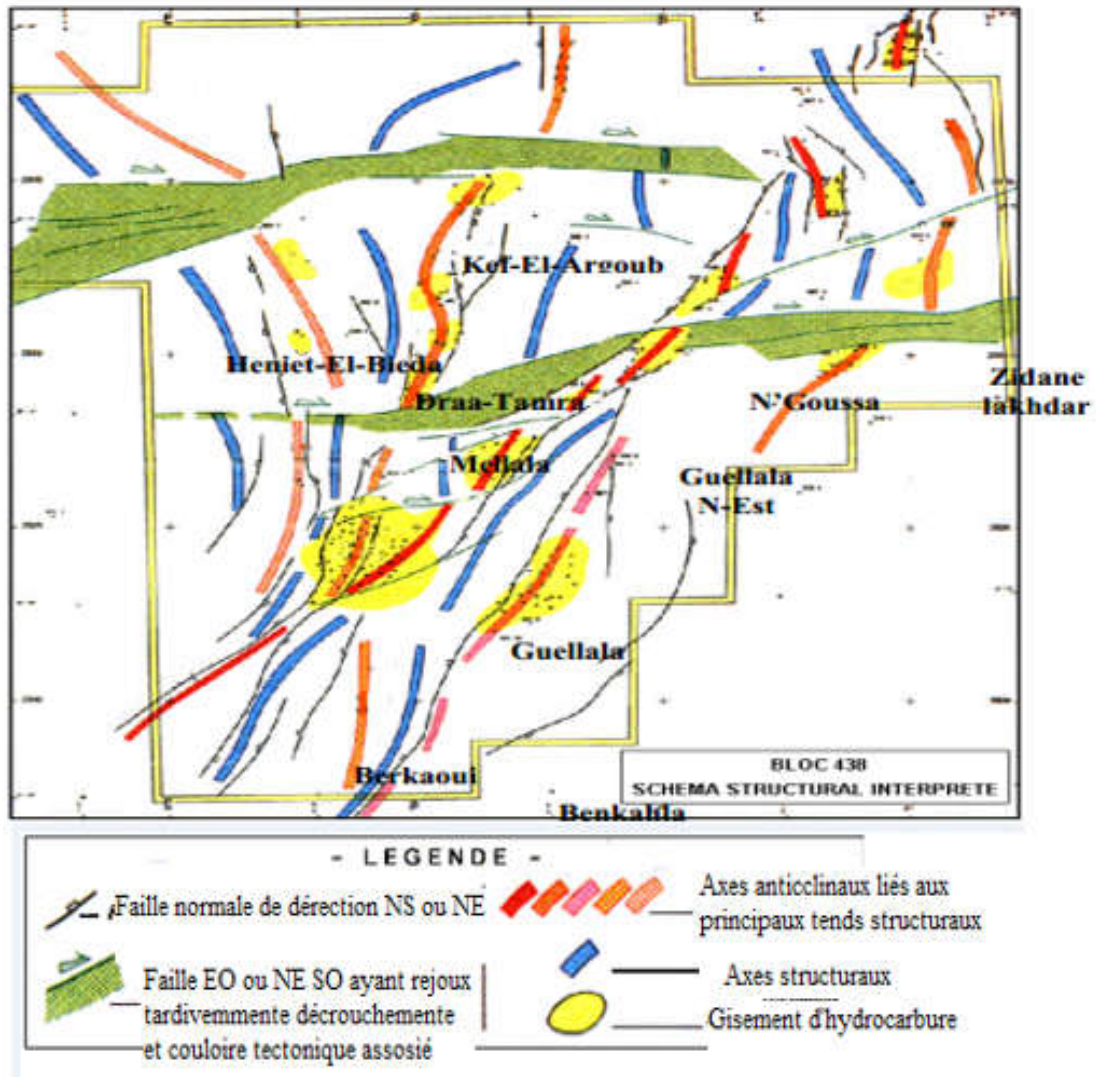 Kef-El-Argoub
Heniet-El-Bieda
Zidane
lakhdar
Draa-Tamra
N'Goussa
Mellala
Guellala
N-Est
Guellala
Berkaoui
Benkahla
BLOC 438
SCHEMA STRUCTURAL INTERPRETE
- LEGENDE -
Faille normale de dérection NS ou NE
Axes anticclinaux liés aux
principaux tends structuraux
Faille EO ou NE SO ayant rejoux
tardivemmente décrouchemente
et couloire tectonique assosié
Axes structuraux
Gisement d'hydrocarbure